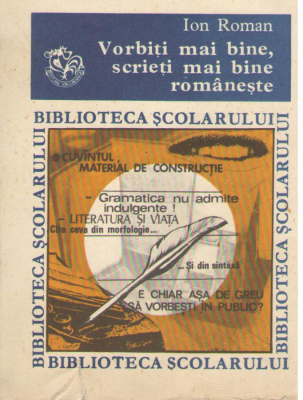 Ion Roman
Vorbiți mai bine,
scrieți mai bine
românește
BIBLIOTECA ȘCOLARULUI
BIBLIOTECA ȘCOLARULUI
BIBLIOTECA ȘCOLARULUI
CUVÎNTUL
MATERIAL DE CONSTRUCȚIE
- Gramatica nu admite
indulgențe !
- LITERATURA ȘI VIAȚA
Cîte ceva din morfologie...
...Și din sintaxă
E CHIAR AȘA DE GREU
SĂ VORBEȘTI ÎN PUBLIC?
BIBLIOTECA ȘCOLARULUI